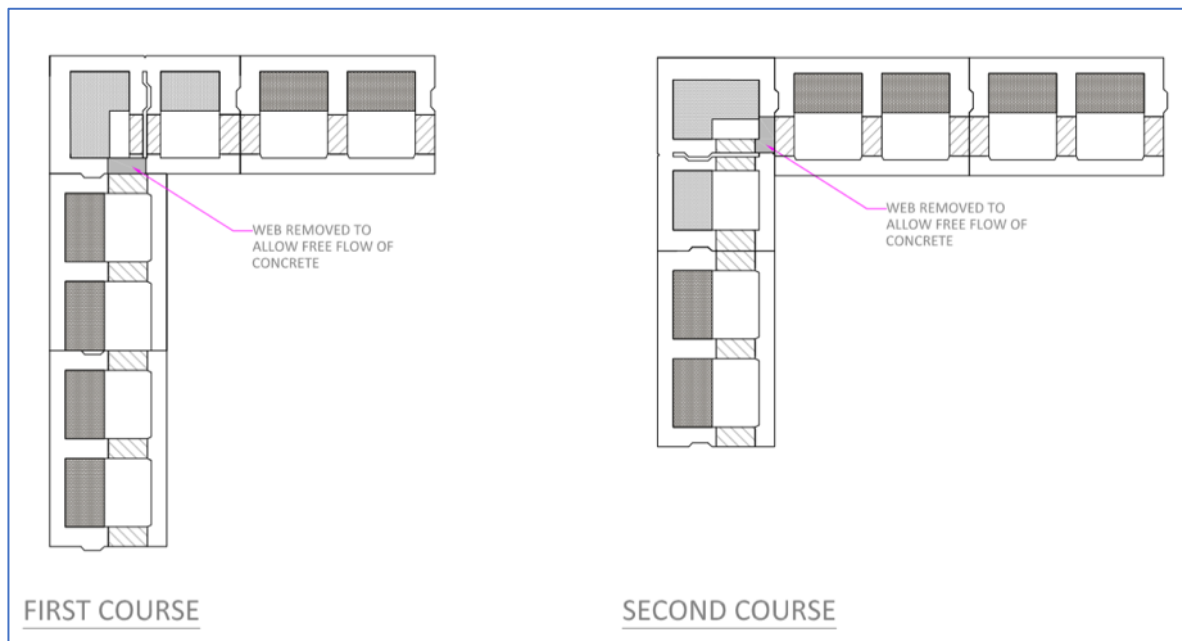 WEB REMOVED TO
ALLOW FREE FLOW OF
CONCRETE
WEB REMOVED TO
ALLOW FREE FLOW OF
CONCRETE
FIRST COURSE
SECOND COURSE